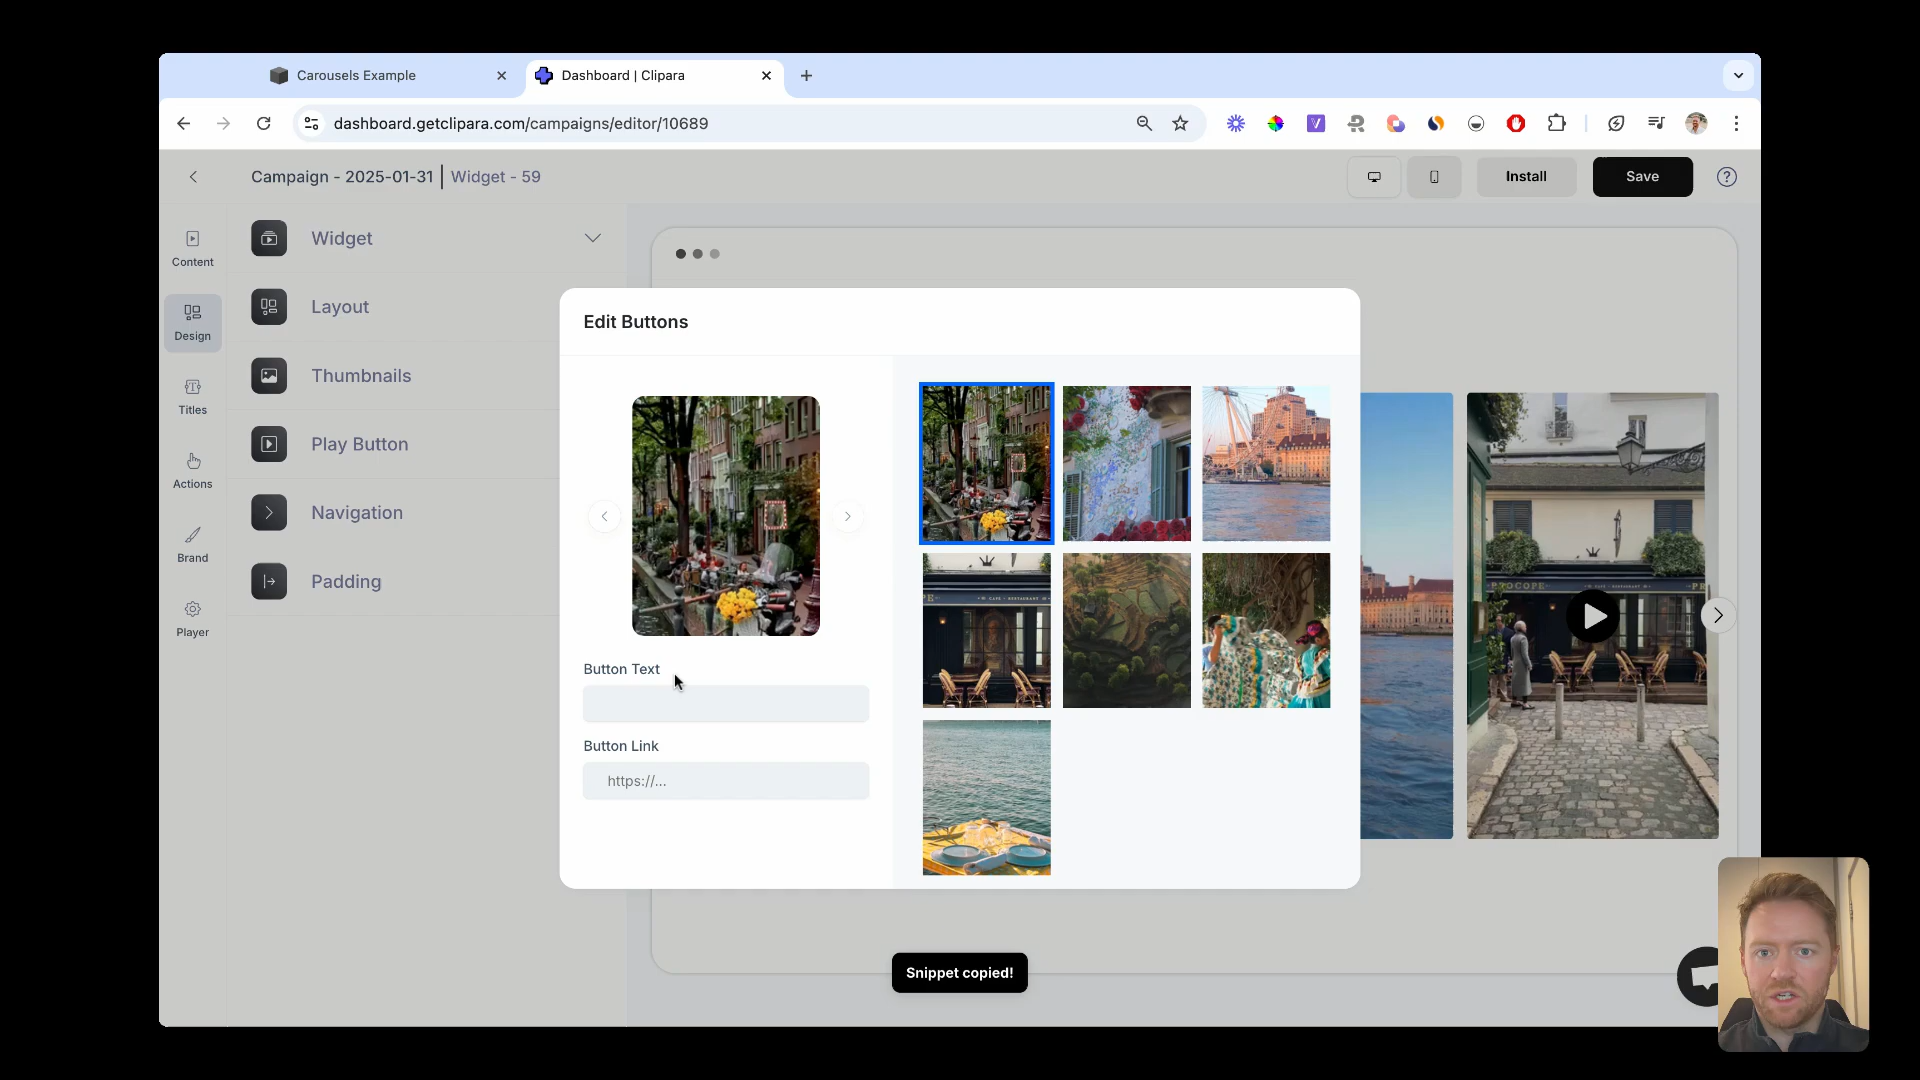 Carousels Example
Dashboard | Clipara
dashboard.getclipara.com/campaigns/editor/10689
Campaign - 2025-01-31 | Widget - 59
Install
Save
Content
Design
Titles
Actions
Brand
Player
Widget
Layout
Thumbnails
Play Button
Navigation
Padding
Edit Buttons
Button Text
Button Link
https://...
CAFE - RESTAURANT
Snippet copied!